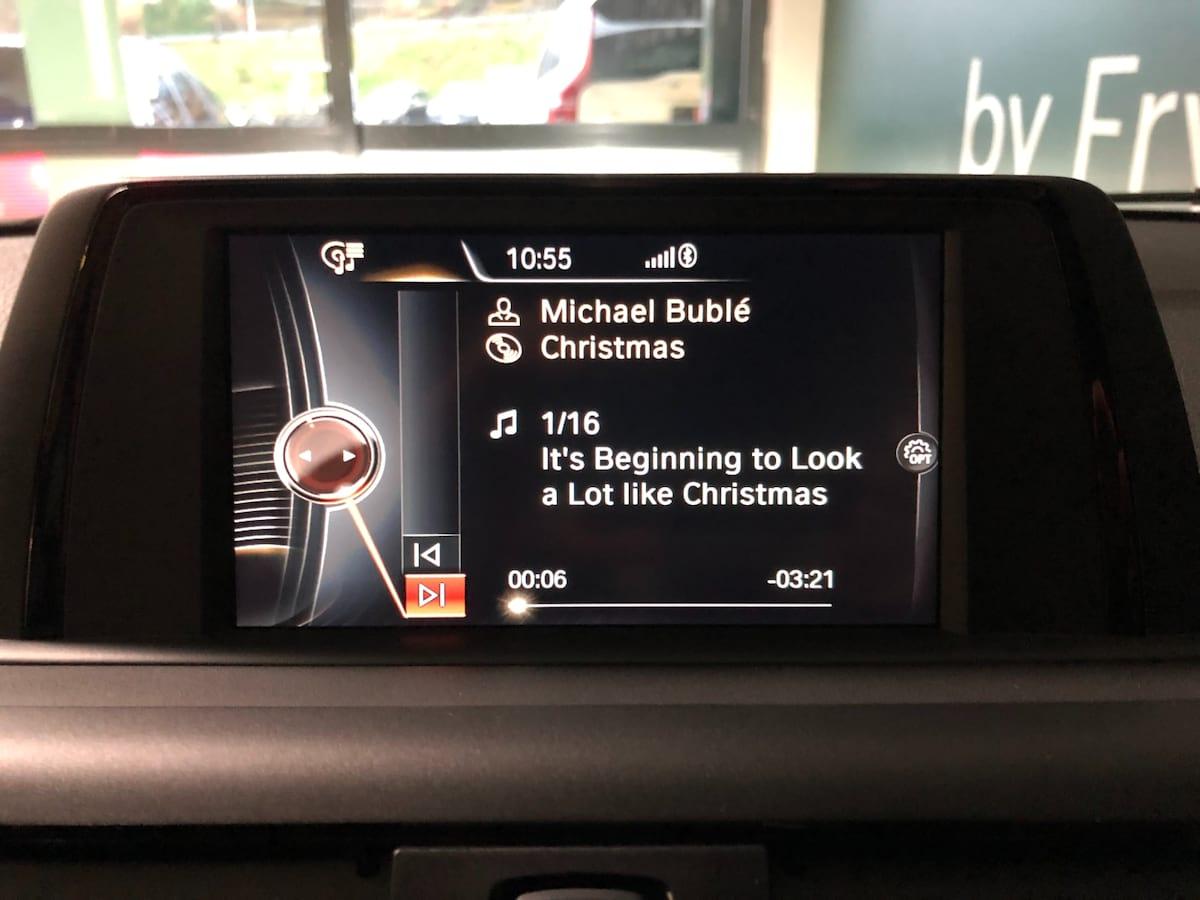 by
10:55
Michael Bublé
Christmas
1/16
It's Beginning to Look
a Lot like Christmas
OPT
00:06
-03:21